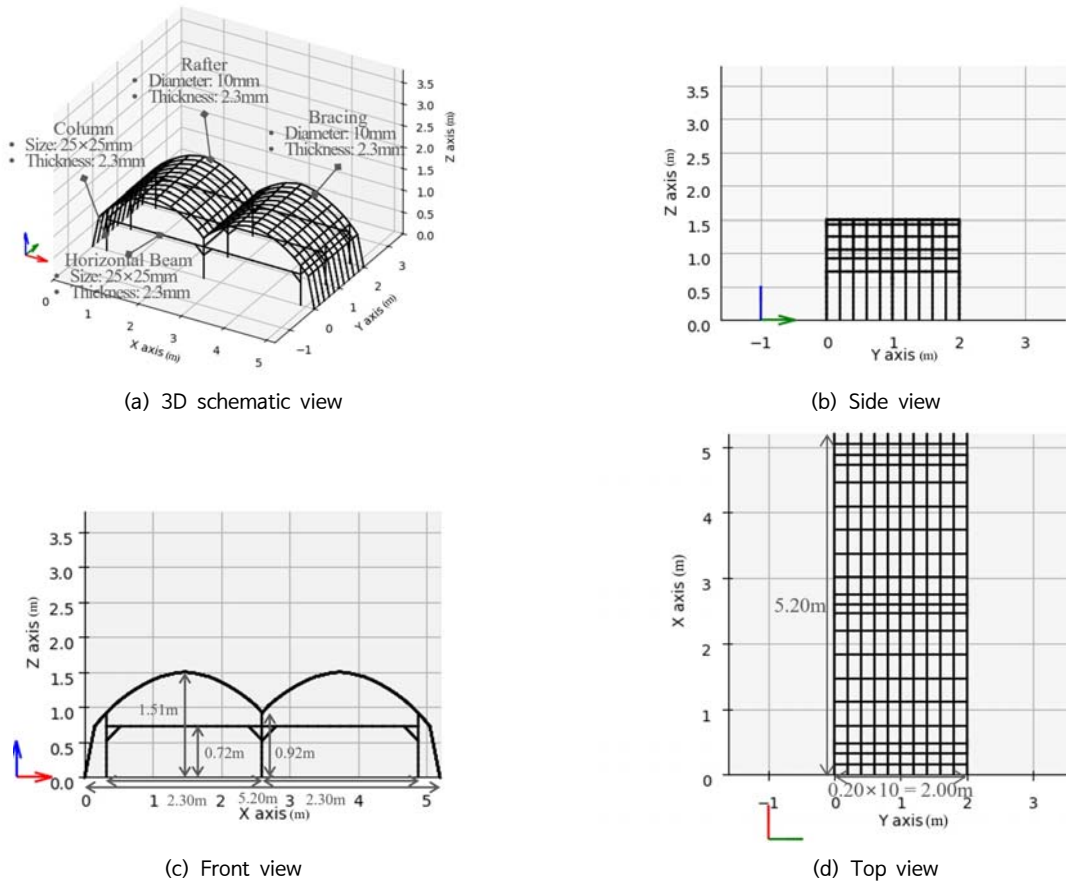 Rafter
• Diameter: 10mm
• Thickness: 2.3mm
Bracing
• Diameter: 10mm
• Thickness: 2.3mm
Column
• Size: 25×25mm
• Thickness: 2.3mm
Horizontal Beam
• Size: 25×25mm
• Thickness: 2.3mm
3.5
3.0
2.5
2.0
1.5
1.0
0.5
0.0
Z axis (m)
0
1
2
3
4
5
X axis (m)
−1
0
1
2
3
Y axis (m)
(a) 3D schematic view
3.5
3.0
2.5
2.0
1.5
1.0
0.5
0.0
Z axis (m)
−1
0
1
2
3
Y axis (m)
(b) Side view
3.5
3.0
2.5
2.0
1.5
1.0
0.5
0.0
Z axis (m)
1.51m
0.72m
0.92m
0
1
2
3
4
5
2.30m
5.20m
2.30m
X axis (m)
(c) Front view
5
4
3
2
1
0
X axis (m)
5.20m
0.20×10 = 2.00m
−1
0
1
2
3
Y axis (m)
(d) Top view